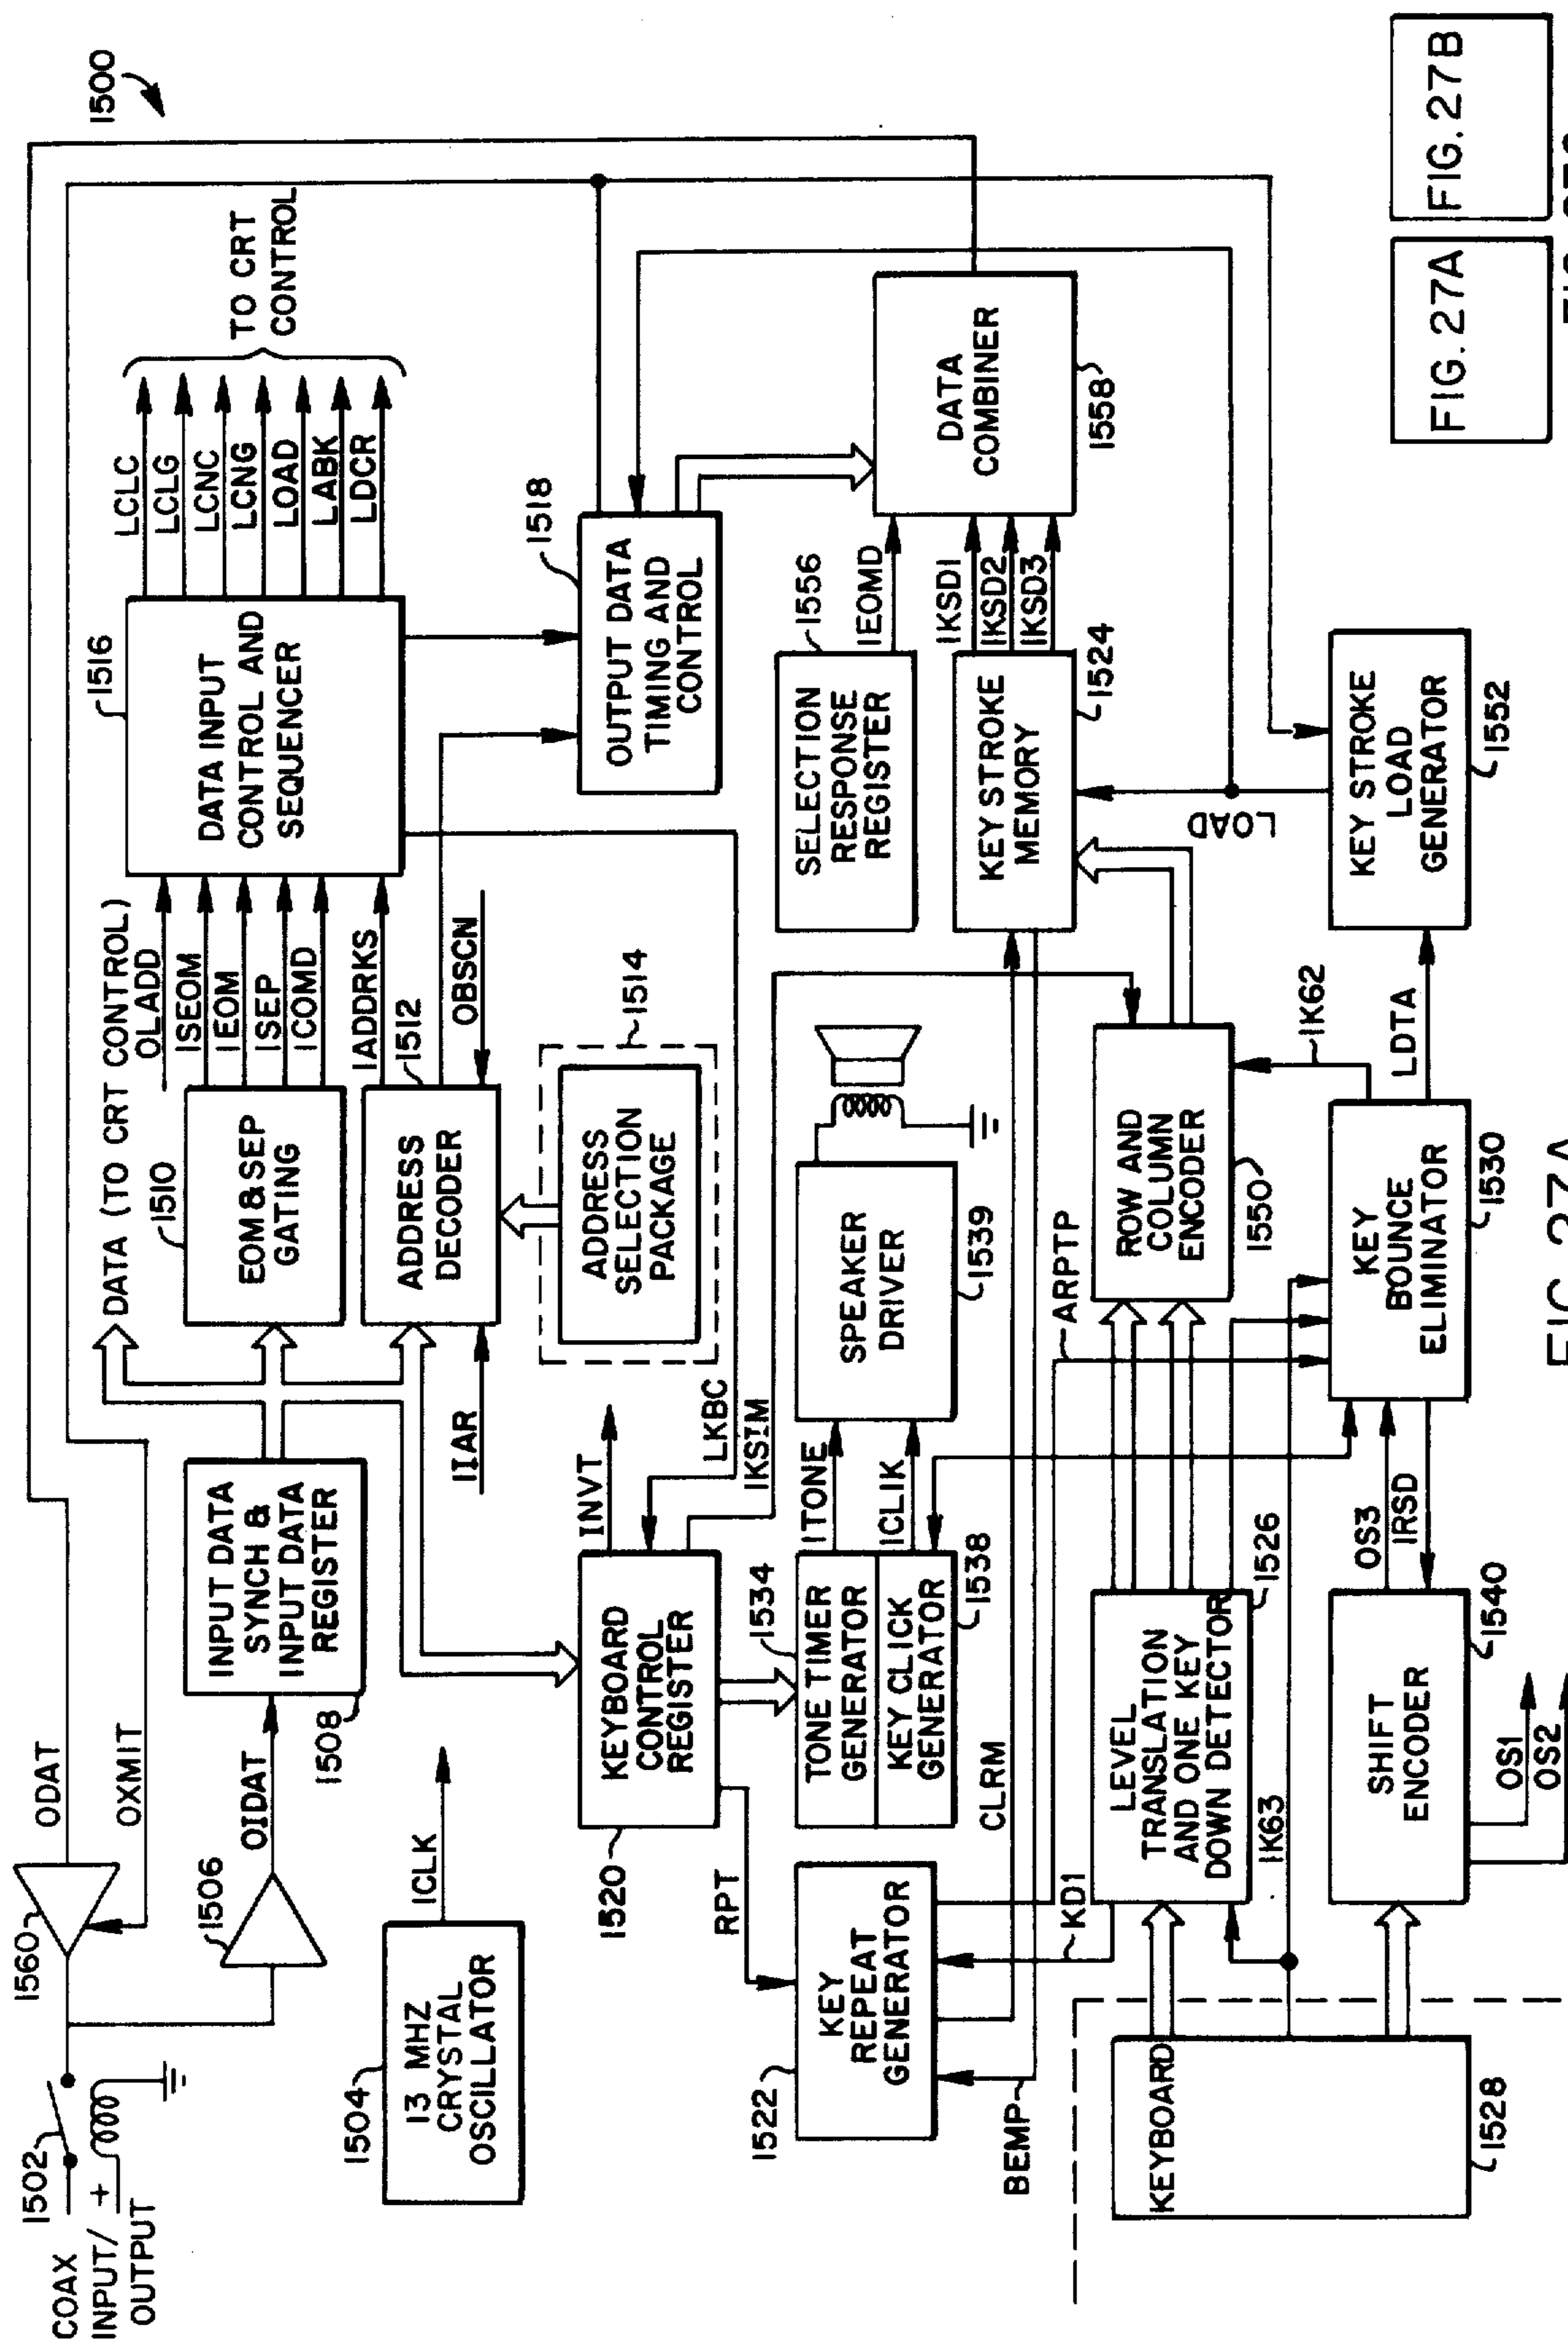 1500
COAX
INPUT/
OUTPUT
+
1502
1560
ODAT
OXMIT
1506
OIDAT
1504
13 MHZ
CRYSTAL
OSCILLATOR
1CLK
INPUT DATA
SYNCH &
INPUT DATA
REGISTER
1508
DATA (TO CRT CONTROL)
1510
EOM&SEP
GATING
OLADD
ISEOM
IEOM
ISEP
ICOMD
IADDRKS
1512
ADDRESS
DECODER
IIAR
OBSCN
1514
ADDRESS
SELECTION
PACKAGE
1516
DATA INPUT
CONTROL AND
SEQUENCER
LCLC
LCLG
LCNC
LCNG
LOAD
LABK
LDCR
TO CRT
CONTROL
1518
OUTPUT DATA
TIMING AND
CONTROL
1520
KEYBOARD
CONTROL
REGISTER
INVT
LKBC
IKSTM
RPT
1534
TONE TIMER
GENERATOR
KEY CLICK
GENERATOR
1538
ITONE
ICLIK
SPEAKER
DRIVER
1539
1556
SELECTION
RESPONSE
REGISTER
IEOMD
KEY STROKE
MEMORY
1524
IKSD1
IKSD2
IKSD3
DATA
COMBINER
1558
1522
KEY
REPEAT
GENERATOR
BEMP
CLRM
KD1
ARPTP
LEVEL
TRANSLATION
AND ONE KEY
DOWN DETECTOR
1526
1K63
ROW AND
COLUMN
ENCODER
1550
1K62
LOAD
KEYBOARD
1528
SHIFT
ENCODER
1540
OS1
OS2
OS3
IRSD
KEY
BOUNCE
ELIMINATOR
1530
LDTA
KEY STROKE
LOAD
GENERATOR
1552
FIG. 27A
FIG. 27B
FIG. 27A